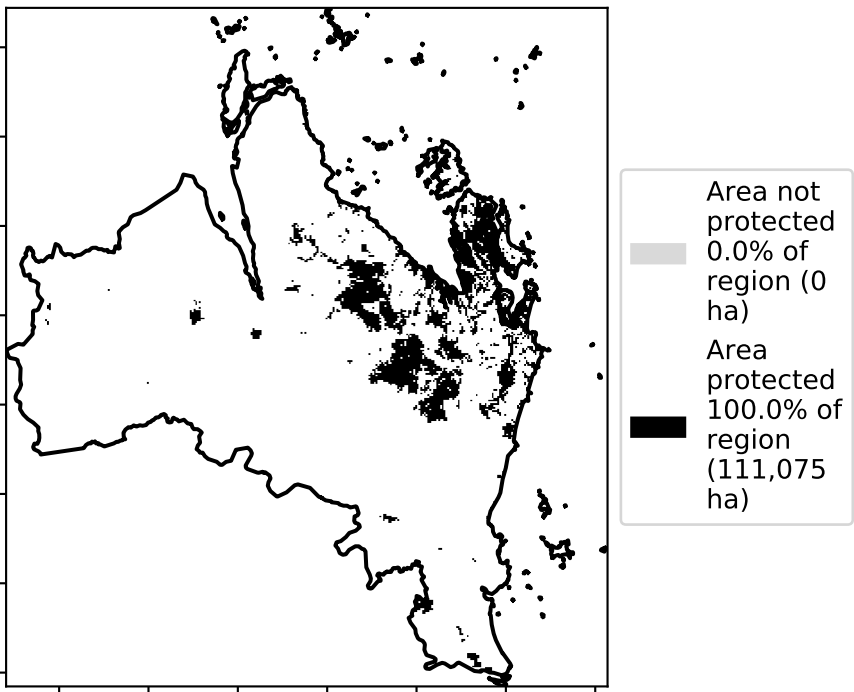 Area not
protected
0.0% of
region (0
ha)
Area
protected
100.0% of
region
(111,075
ha)